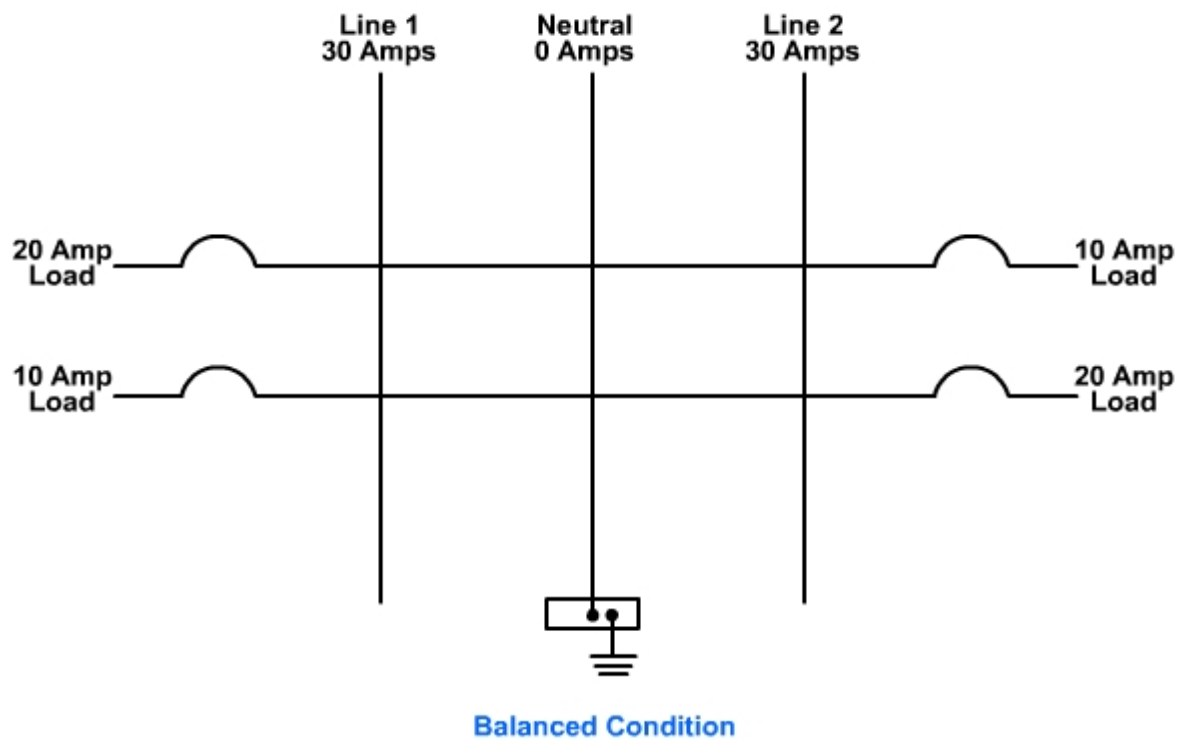 Line 1
30 Amps
Neutral
0 Amps
Line 2
30 Amps
20 Amp
Load
10 Amp
Load
10 Amp
Load
20 Amp
Load
Balanced Condition